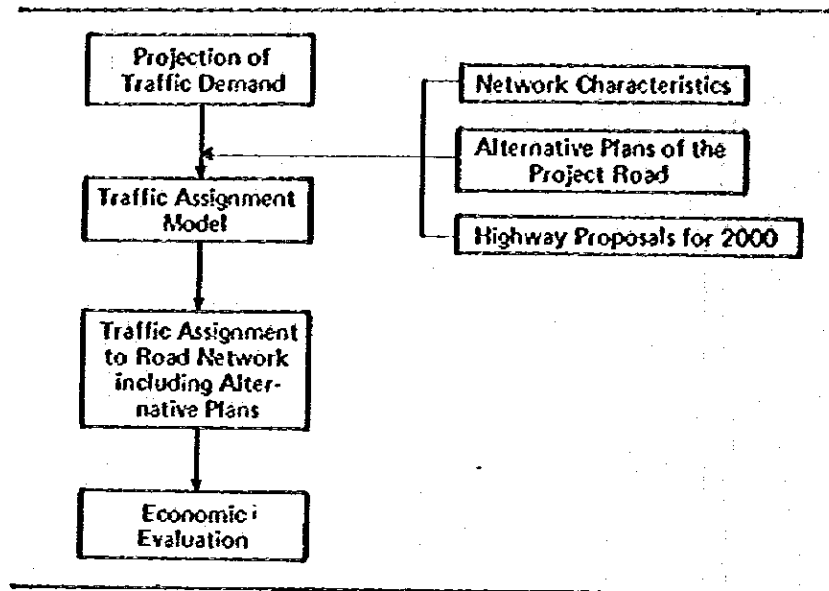 Projection of
Traffic Demand
Network Characteristics
Alternative Plans of the
Project Road
Traffic Assignment
Model
Highway Proposals for 2000
Traffic Assignment
to Road Network
including Alter-
native Plans
Economic
Evaluation